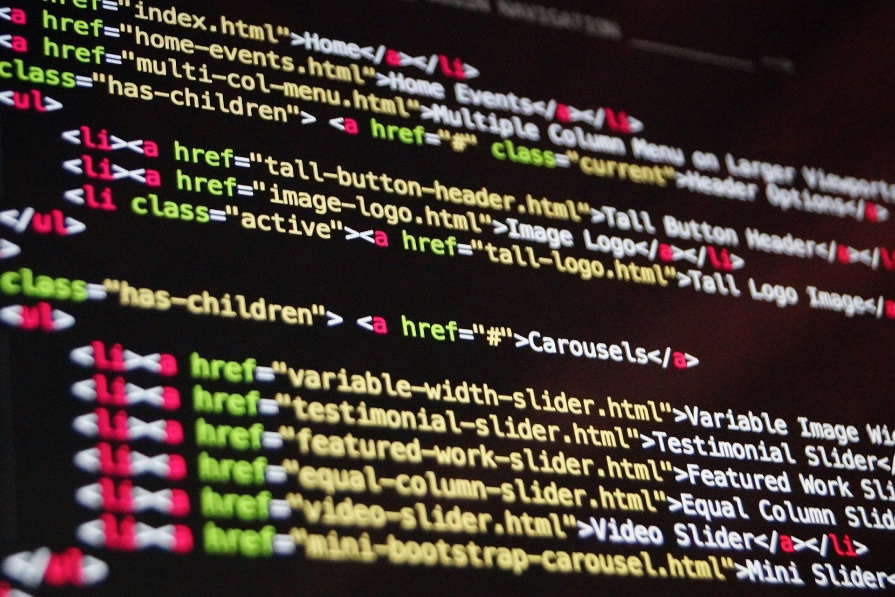 MAIN NAVIGATION
href="index.html">Home</a></li>
<a href="home-events.html">Home Events</a></li>
<a href="multi-col-menu.html">Multiple Column Menu on Larger Viewport
class="has-children"> <a href="#" class="current">Header Options</a>
<ul>
<li><a href="tall-button-header.html">Tall Button Header</a></li>
<li><a href="image-logo.html">Image Logo</a></li>
<li class="active"><a href="tall-logo.html">Tall Logo Image</a>
</ul>
>
class="has-children"> <a href="#">Carousels</a>
<ul>
<li><a href="variable-width-slider.html">Variable Image
<li><a href="testimonial-slider.html">Testimonial Slider</
<li><a href="featured-work-slider.html">Featured Work
<li><a href="equal-column-slider.html">Equal Column
<li><a href="video-slider.html">Video Slider</a></li>
<li><a href="mini-bootstrap-carousel.html">Mini Slider<
</ul>